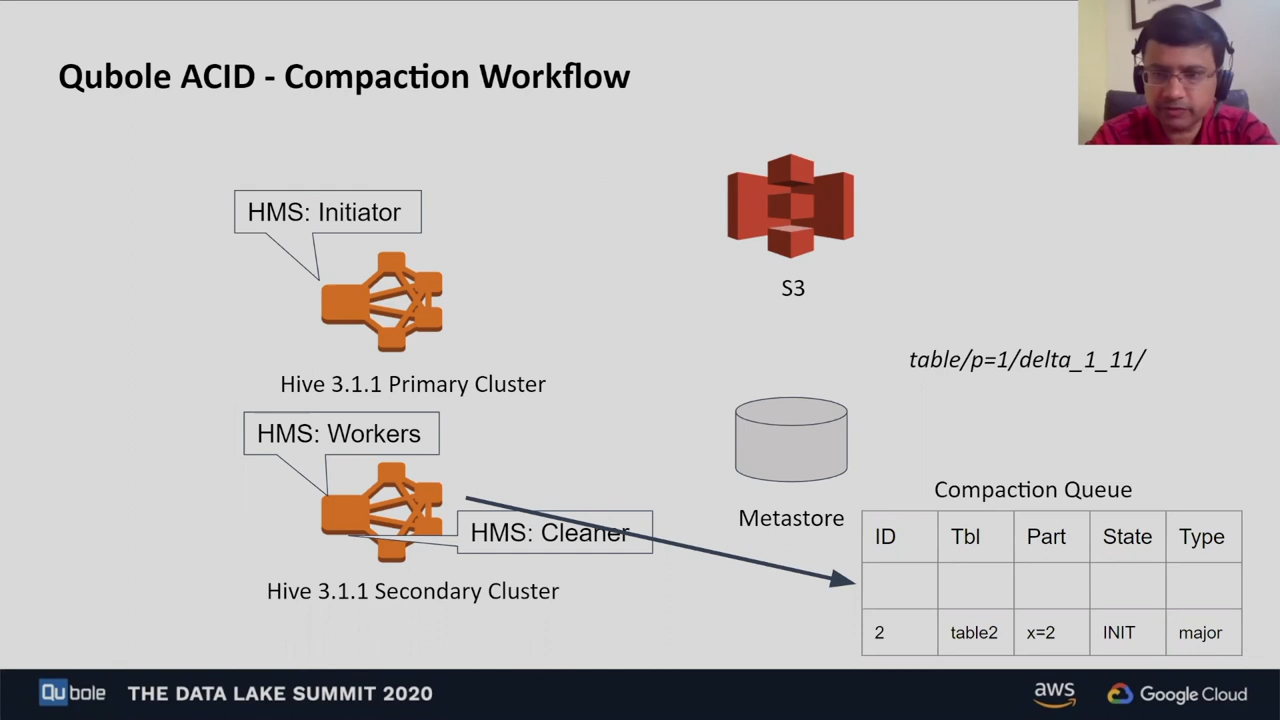 Qubole ACID - Compaction Workflow
HMS: Initiator
S3
Hive 3.1.1 Primary Cluster
table/p=1/delta_1_11/
HMS: Workers
Metastore
HMS: Cleaner
Hive 3.1.1 Secondary Cluster
Compaction Queue
ID Tbl Part State Type
2 table2 x=2 INIT major
Qubole THE DATA LAKE SUMMIT 2020 aws Google Cloud